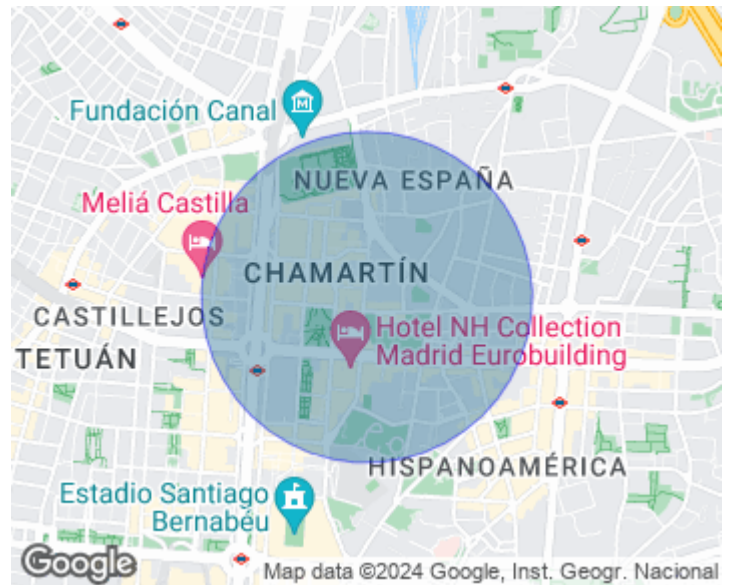 Fundación Canal
NUEVA ESPAÑA
Meliá Castilla
CHAMARTÍN
CASTILLEJOS
TETUÁN
Hotel NH Collection
Madrid Eurobuilding
HISPANOAMÉRICA
Estadio Santiago
Bernabéu
Google
Map data ©2024 Google, Inst. Geogr. Nacional